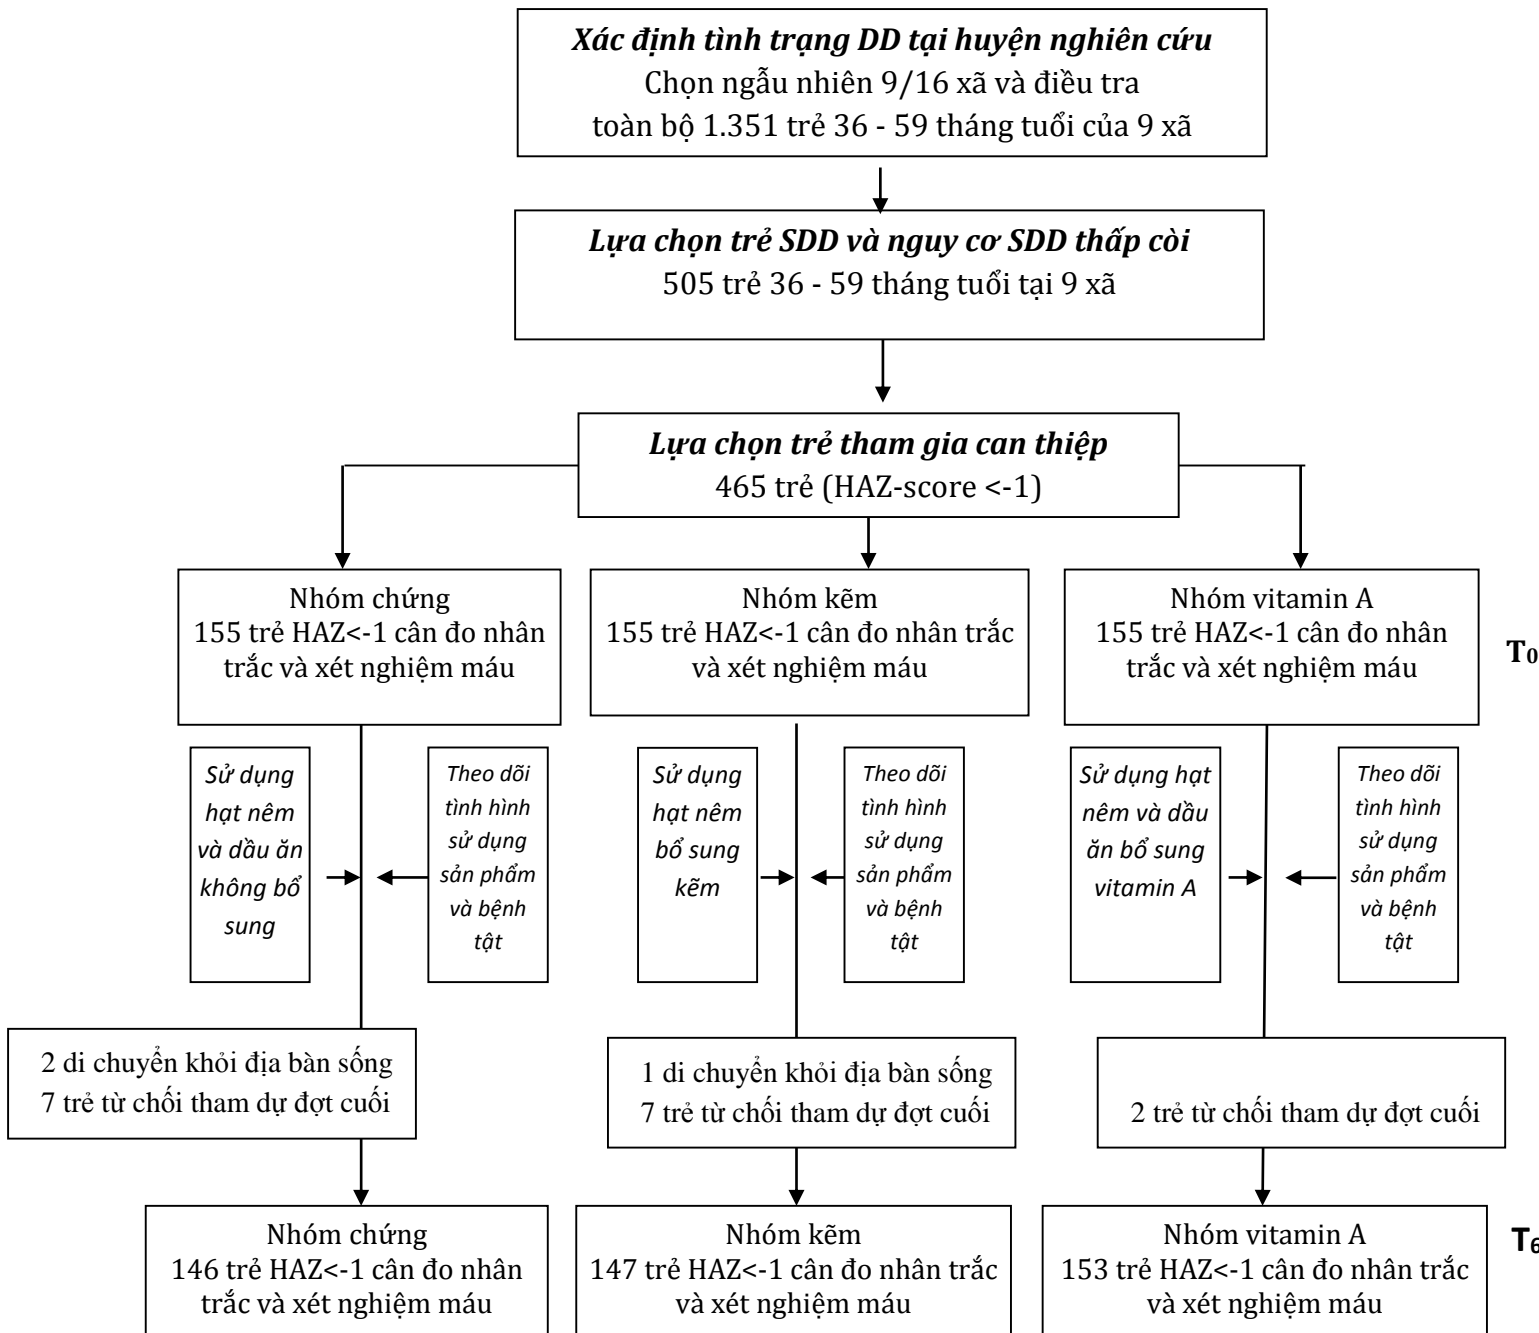 Xác định tình trạng DD tại huyện nghiên cứu
Chọn ngẫu nhiên 9/16 xã và điều tra
toàn bộ 1.351 trẻ 36 - 59 tháng tuổi của 9 xã
Lựa chọn trẻ SDD và nguy cơ SDD thấp còi
505 trẻ 36 - 59 tháng tuổi tại 9 xã
Lựa chọn trẻ tham gia can thiệp
465 trẻ (HAZ-score <-1)
Nhóm chứng
155 trẻ HAZ<-1 cân đo nhân
trắc và xét nghiệm máu
Nhóm kẽm
155 trẻ HAZ<-1 cân đo nhân trắc
và xét nghiệm máu
Nhóm vitamin A
155 trẻ HAZ<-1 cân đo nhân
trắc và xét nghiệm máu
T0
Sử dụng
hạt nêm
và dầu ăn
không bổ
sung
Theo dõi
tình hình
sử dụng
sản phẩm
và bệnh
tật
Sử dụng
hạt nêm
bổ sung
kẽm
Theo dõi
tình hình
sử dụng
sản phẩm
và bệnh
tật
Sử dụng hạt
nêm và dầu
ăn bổ sung
vitamin A
Theo dõi
tình hình
sử dụng
sản phẩm
và bệnh
tật
2 di chuyển khỏi địa bàn sống
7 trẻ từ chối tham dự đợt cuối
1 di chuyển khỏi địa bàn sống
7 trẻ từ chối tham dự đợt cuối
2 trẻ từ chối tham dự đợt cuối
Nhóm chứng
146 trẻ HAZ<-1 cân đo nhân
trắc và xét nghiệm máu
Nhóm kẽm
147 trẻ HAZ<-1 cân đo nhân trắc
và xét nghiệm máu
Nhóm vitamin A
153 trẻ HAZ<-1 cân đo nhân trắc
và xét nghiệm máu
T6